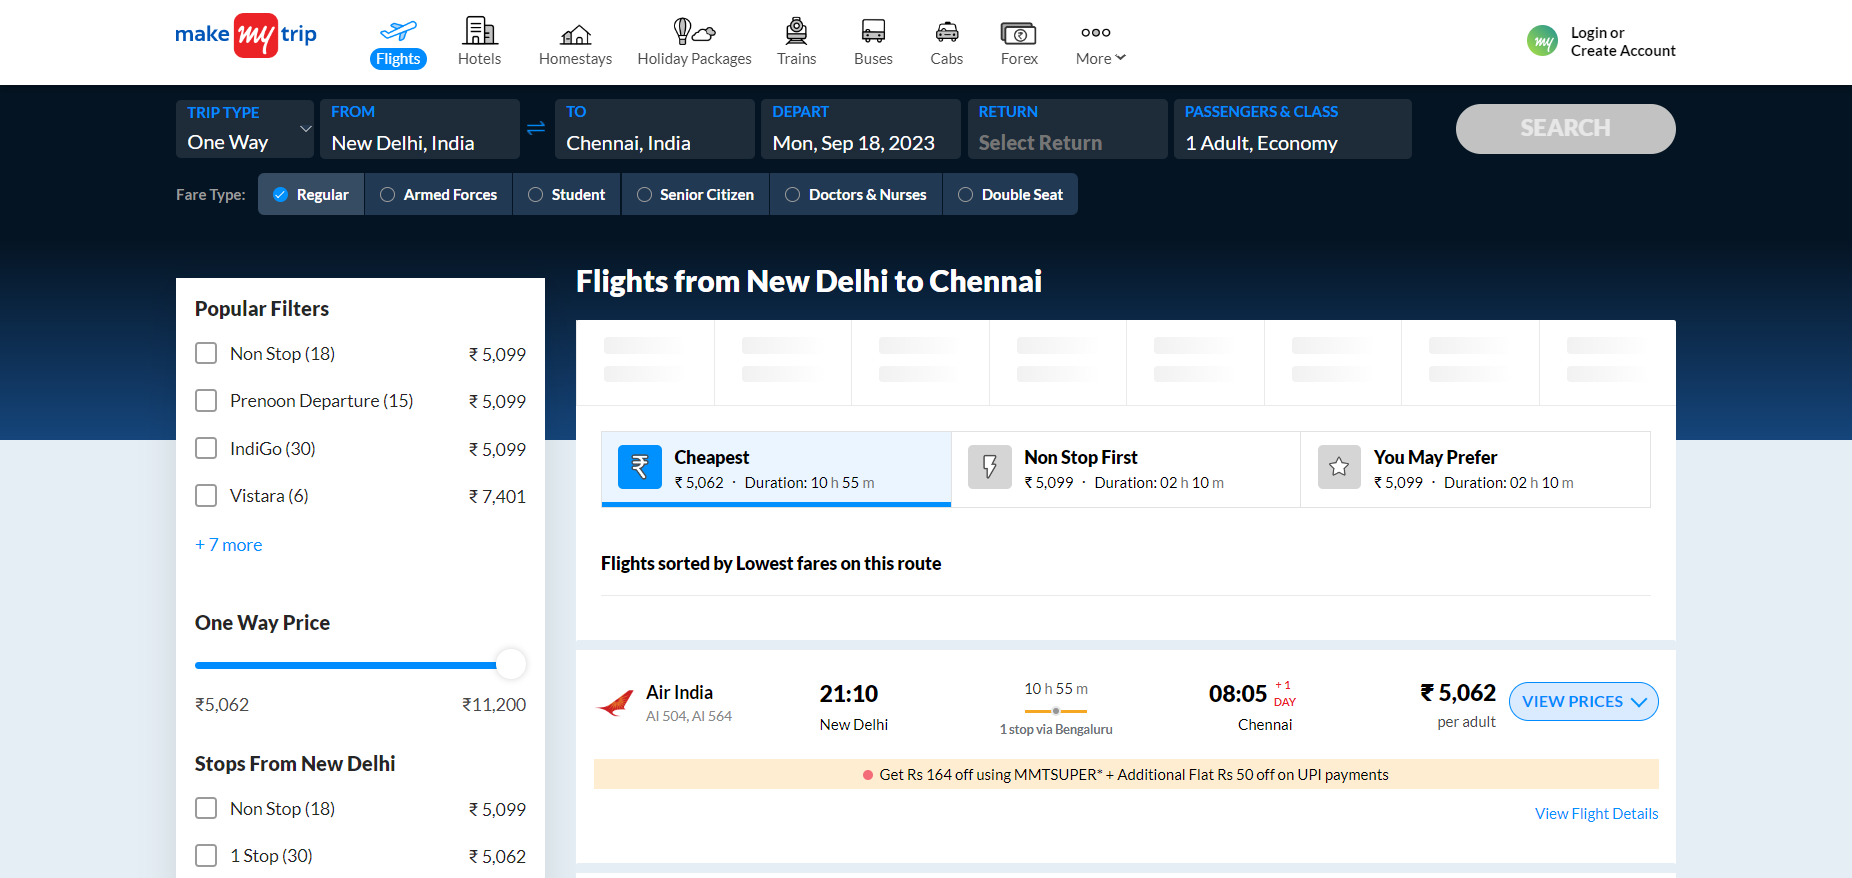 make my trip
Flights
Hotels
Homestays
Holiday Packages
Trains
Buses
Cabs
Forex
More
my
Login or
Create Account
TRIP TYPE
One Way
FROM
New Delhi, India
TO
Chennai, India
DEPART
Mon, Sep 18, 2023
RETURN
Select Return
PASSENGERS & CLASS
1 Adult, Economy
SEARCH
Fare Type:
Regular
Armed Forces
Student
Senior Citizen
Doctors & Nurses
Double Seat
Popular Filters
Non Stop (18) ₹ 5,099
Prenoon Departure (15) ₹ 5,099
IndiGo (30) ₹ 5,099
Vistara (6) ₹ 7,401
+ 7 more
One Way Price
₹5,062 ₹11,200
Stops From New Delhi
Non Stop (18) ₹ 5,099
1 Stop (30) ₹ 5,062
Flights from New Delhi to Chennai
₹
Cheapest
₹ 5,062 · Duration: 10 h 55 m
Non Stop First
₹ 5,099 · Duration: 02 h 10 m
You May Prefer
₹ 5,099 · Duration: 02 h 10 m
Flights sorted by Lowest fares on this route
Air India
AI 504, AI 564
21:10
New Delhi
10 h 55 m
1 stop via Bengaluru
08:05 + 1 DAY
Chennai
₹ 5,062
per adult
VIEW PRICES
Get Rs 164 off using MMTSUPER* + Additional Flat Rs 50 off on UPI payments
View Flight Details